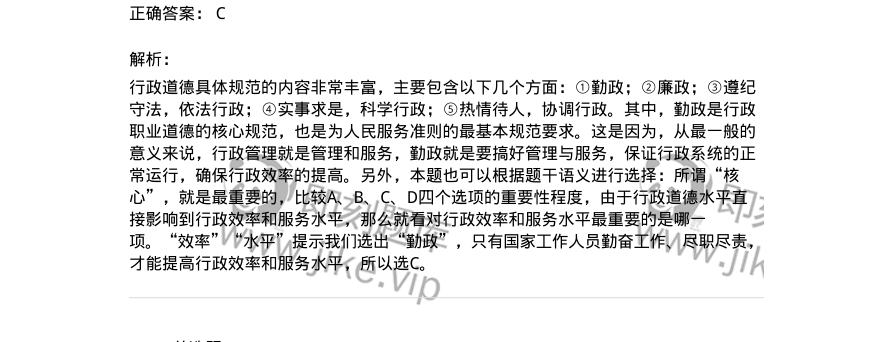 正确答案： C
解析：
行政道德具体规范的内容非常丰富，主要包含以下几个方面：①勤政；②廉政；③遵纪
守法，依法行政；④实事求是，科学行政；⑤热情待人，协调行政。其中，勤政是行政
职业道德的核心规范，也是为人民服务准则的最基本规范要求。这是因为，从最一般的
意义来说，行政管理就是管理和服务，勤政就是要搞好管理与服务，保证行政系统的正
常运行，确保行政效率的提高。另外，本题也可以根据题干语义进行选择：所谓“核
心”，就是最重要的，比较A、B、C、D四个选项的重要性程度，由于行政道德水平直
接影响到行政效率和服务水平，那么就看对行政效率和服务水平最重要的是哪一
项。“效率”“水平”提示我们选出“勤政”，只有国家工作人员勤奋工作、尽职尽责，
才能提高行政效率和服务水平，所以选C。
即刻题库
www.jike.vip
即刻
www.jik